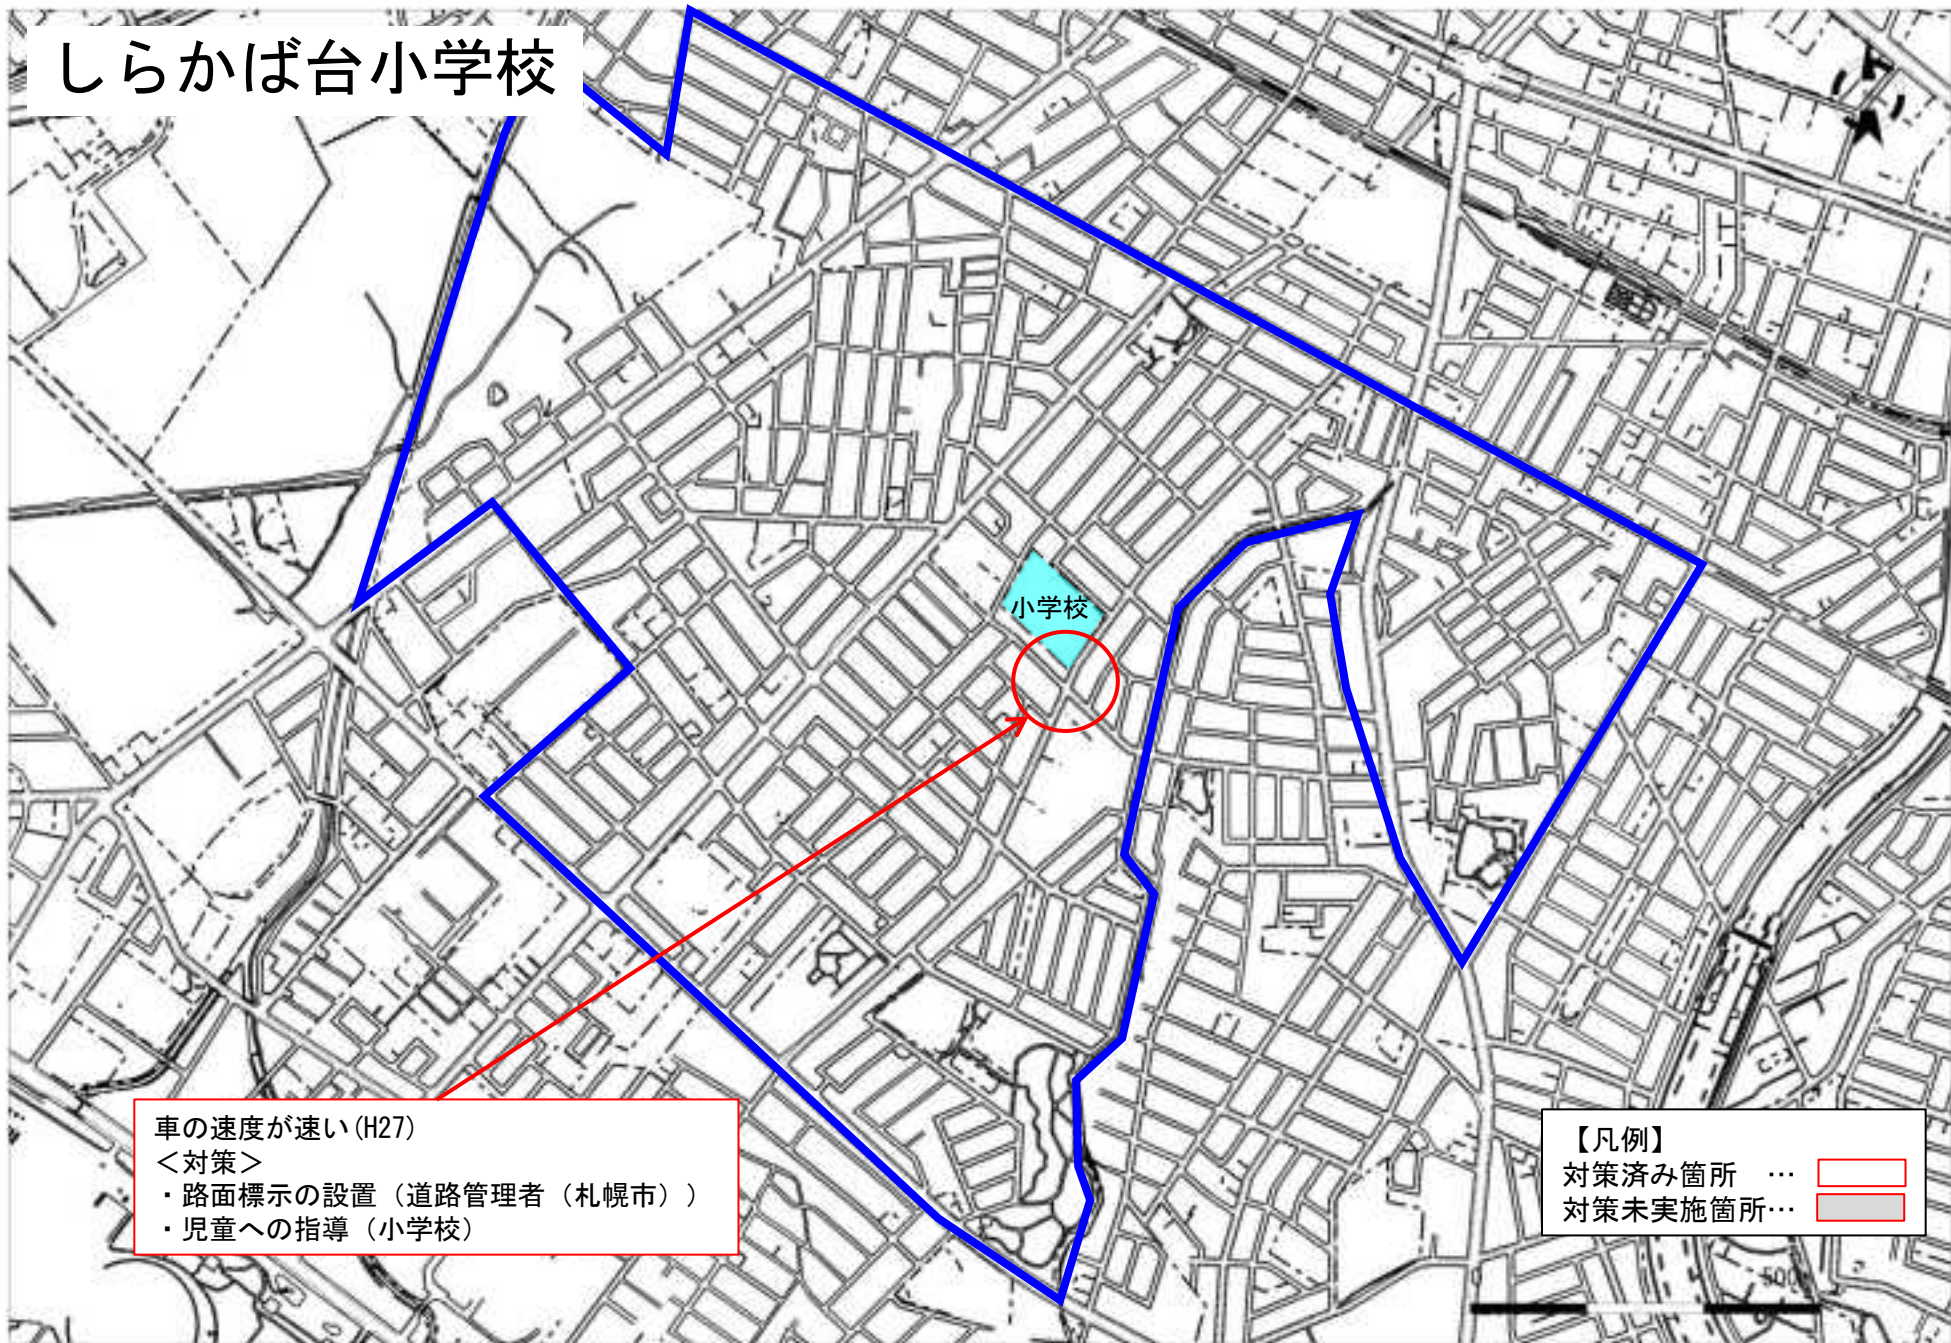 しらかば台小学校
小学校
車の速度が速い(H27)
＜対策＞
・路面標示の設置（道路管理者（札幌市））
・児童への指導（小学校）
【凡例】
対策済み箇所 …
対策未実施箇所…
0 500